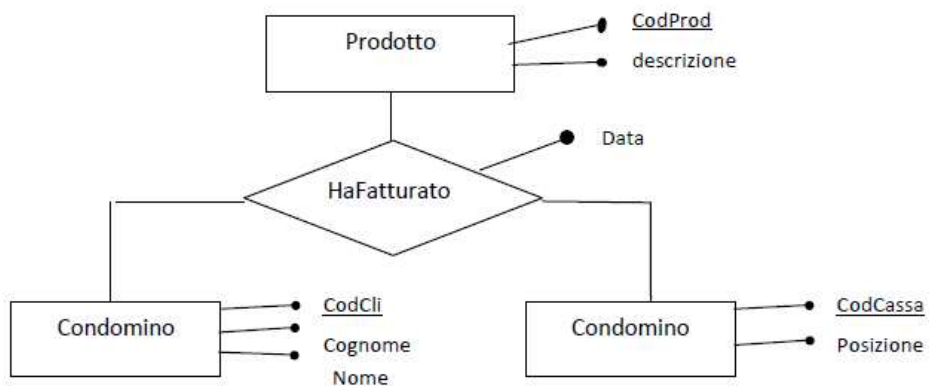 Prodotto
CodProd
descrizione
Data
HaFatturato
Condomino
CodCli
Cognome
Nome
Condomino
CodCassa
Posizione